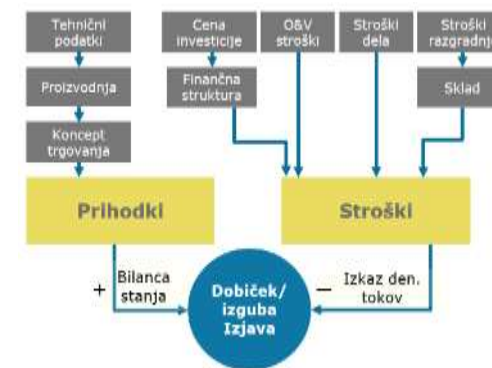 Tehnični
podatki
Cena
investicije
O&V
stroški
Stroški
dela
Stroški
razgradnje
Proizvodnja
Finančna
struktura
Sklad
Koncept
trgovanja
Prihodki
Stroški
+
Bilanca
stanja
Dobiček/
izguba
Izjava
–
Izkaz den.
tokov